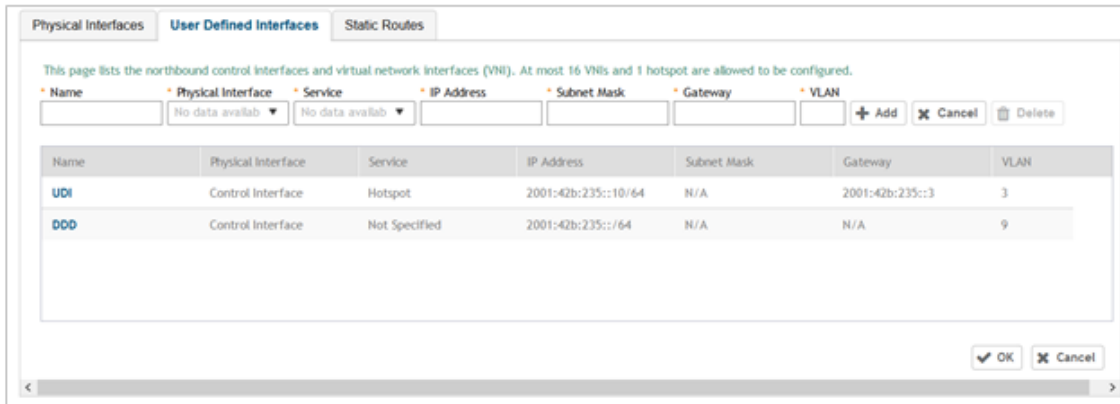 Physical Interfaces User Defined Interfaces Static Routes
This page lists the northbound control interfaces and virtual network interfaces (VNI). At most 16 VNIs and 1 hotspot are allowed to be configured.
* Name * Physical Interface * Service * IP Address * Subnet Mask * Gateway * VLAN
No data availab ▼ No data availab ▼ + Add x Cancel Delete
Name Physical Interface Service IP Address Subnet Mask Gateway VLAN
UDI Control Interface Hotspot 2001:42b:235::10/64 N/A 2001:42b:235::3 3
DDD Control Interface Not Specified 2001:42b:235::/64 N/A N/A 9
✔ OK x Cancel